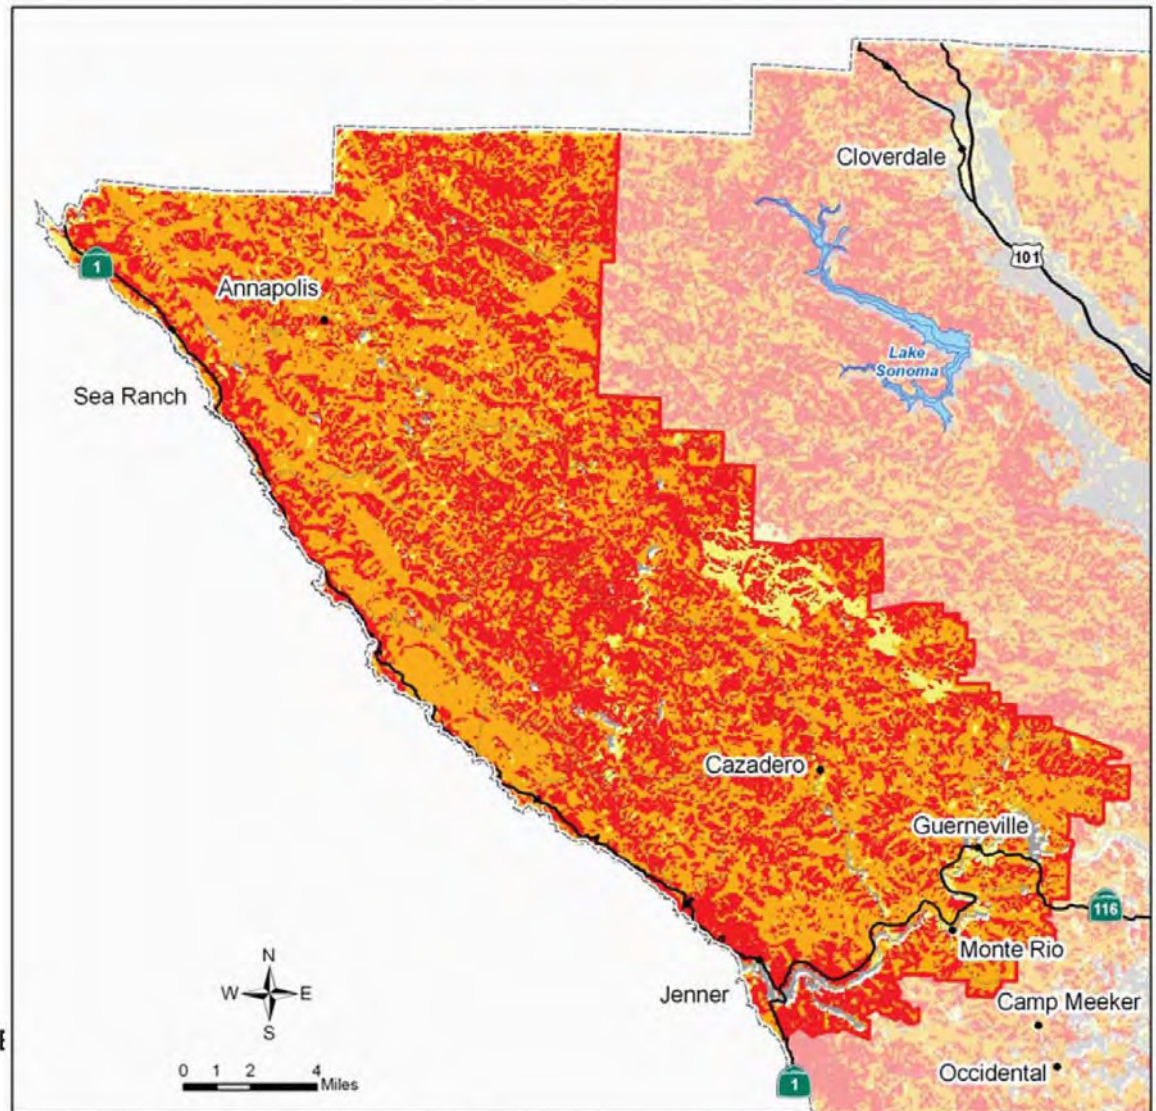 Cloverdale
101
1
Annapolis
Lake
Sonoma
Sea Ranch
Cazadero
Guerneville
116
Monte Rio
N
W E
S
Jenner
Camp Meeker
0 1 2 4
Miles
Occidental
1